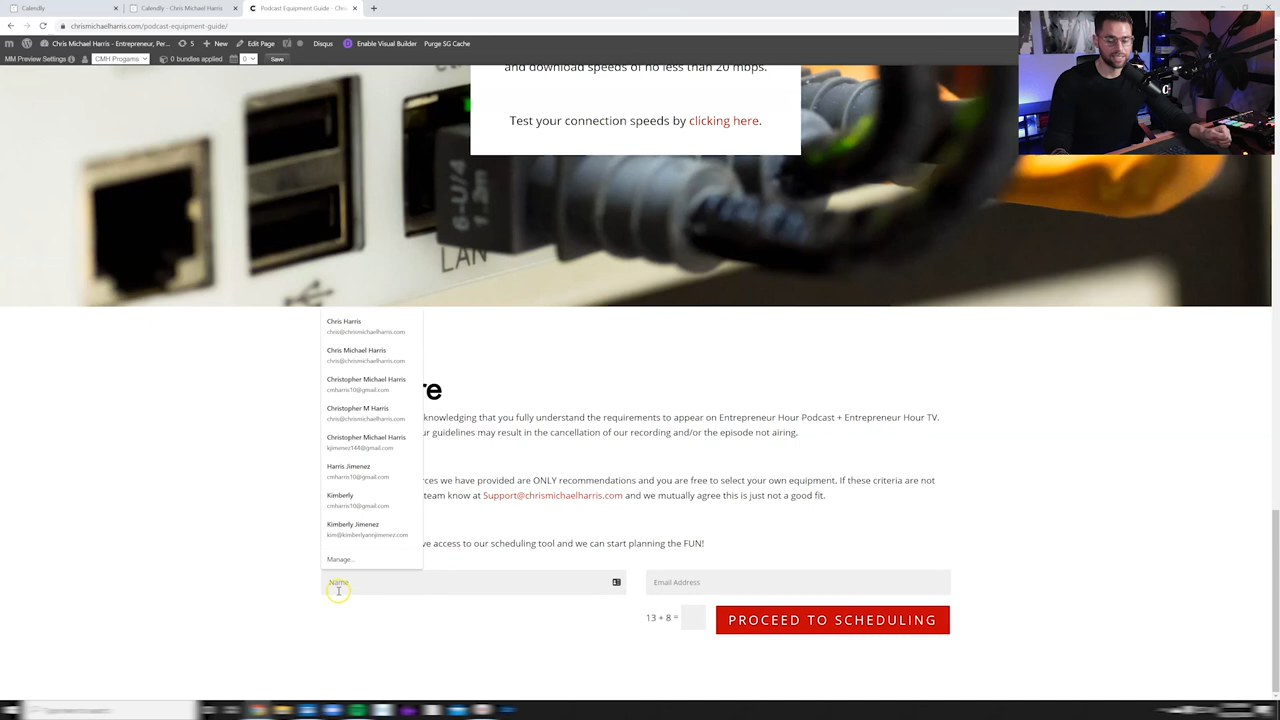 Calendly
Calendly - Chris Michael Harris
Podcast Equipment Guide - Chris
chrismichaelharris.com/podcast-equipment-guide/
Chris Michael Harris - Entrepreneur, Per...
5
New
Edit Page
Disqus
Enable Visual Builder
Purge SG Cache
MM Preview Settings
CMH Progams
0 bundles applied
0
Save
and download speeds of no less than 20 mbps.
Test your connection speeds by clicking here.
6-U/4
1.2m
LAN
Chris Harris
chris@chrismichaelharris.com
Chris Michael Harris
chris@chrismichaelharris.com
Christopher Michael Harris
cmharris10@gmail.com
Christopher M Harris
chris@chrismichaelharris.com
Christopher Michael Harris
kjimenez144@gmail.com
Harris Jimenez
cmharris10@gmail.com
Kimberly
cmharris10@gmail.com
Kimberly Jimenez
kim@kimberlyannjimenez.com
Manage...
re
knowledging that you fully understand the requirements to appear on Entrepreneur Hour Podcast + Entrepreneur Hour TV.
ur guidelines may result in the cancellation of our recording and/or the episode not airing.
rces we have provided are ONLY recommendations and you are free to select your own equipment. If these criteria are not
team know at Support@chrismichaelharris.com and we mutually agree this is just not a good fit.
ve access to our scheduling tool and we can start planning the FUN!
Name
Email Address
13 + 8 =
PROCEED TO SCHEDULING